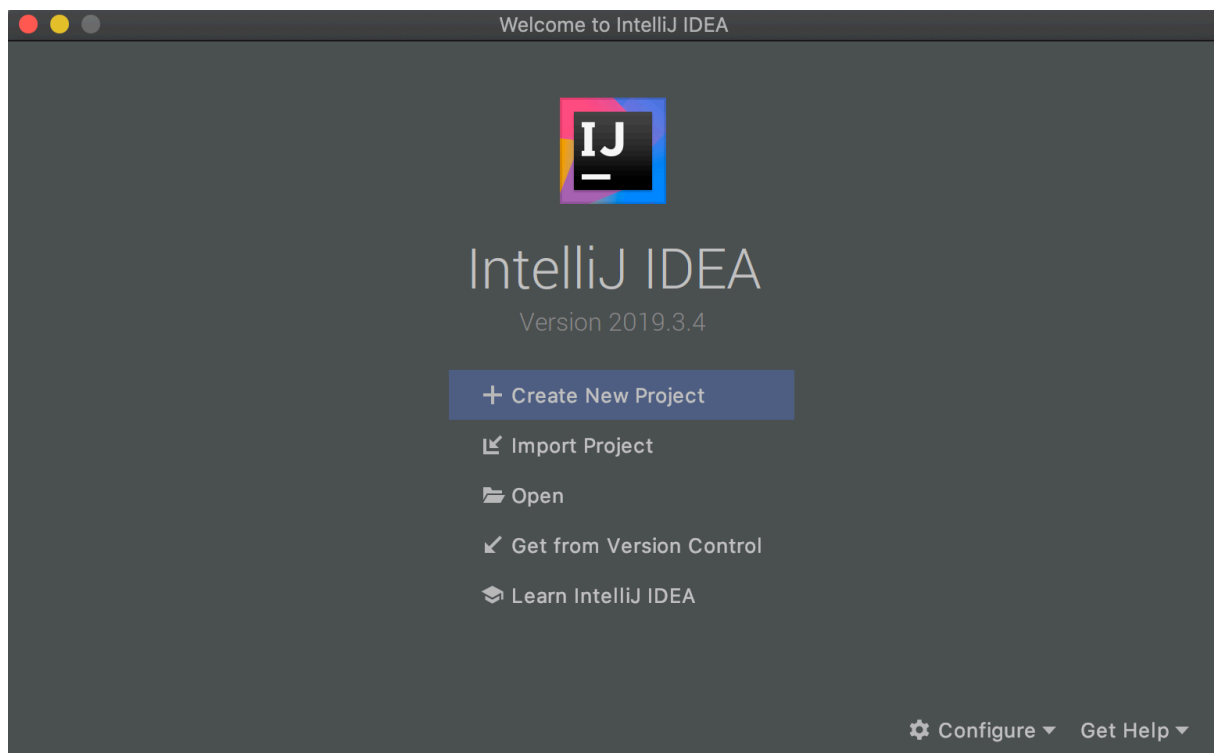 Welcome to IntelliJ IDEA
IJ
IntelliJ IDEA
Version 2019.3.4
Create New Project
Import Project
Open
Get from Version Control
Learn IntelliJ IDEA
Configure Get Help